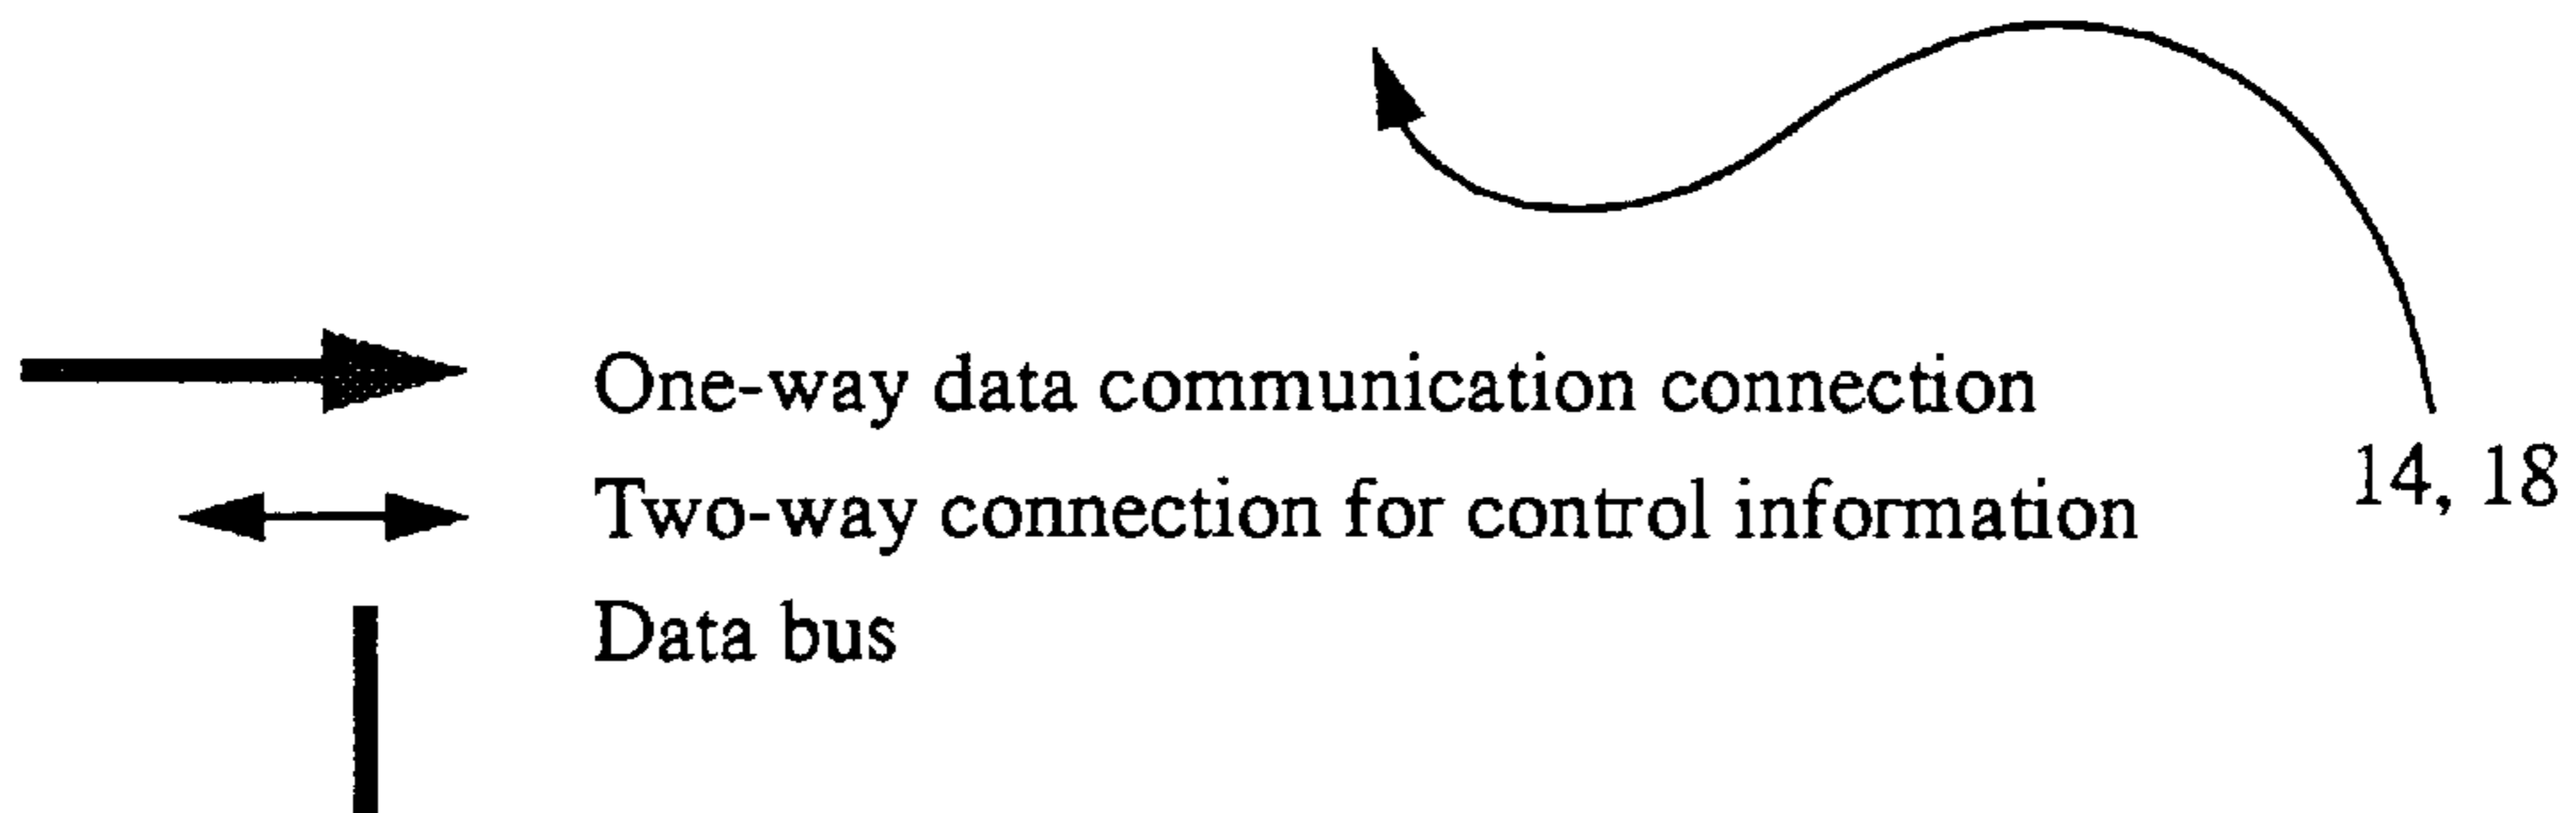 One-way data communication connection
Two-way connection for control information
14, 18
Data bus